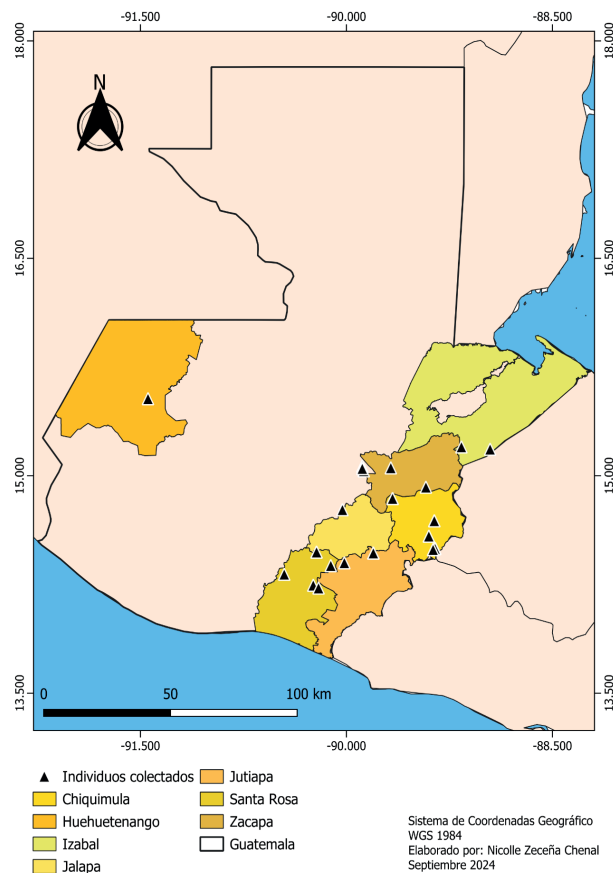 -91.500 -90.000 -88.500
18.000 18.000
N
16.500 16.500
15.000 15.000
13.500 13.500
0 50 100 km
-91.500 -90.000 -88.500
Individuos colectados
Chiquimula
Huehuetenango
Izabal
Jalapa
Jutiapa
Santa Rosa
Zacapa
Guatemala
Sistema de Coordenadas Geográfico
WGS 1984
Elaborado por: Nicolle Zeceña Chenal
Septiembre 2024